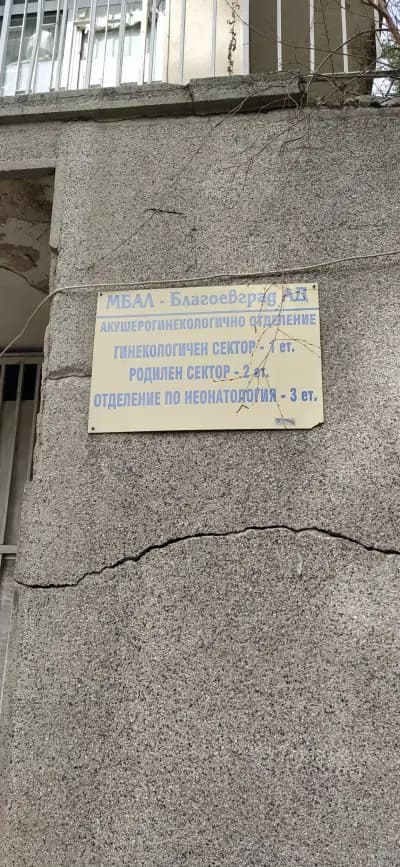 МБАЛ - Благоевград АД
АКУШЕРОГИНЕКОЛОГИЧНО ОТДЕЛЕНИЕ
ГИНЕКОЛОГИЧЕН СЕКТОР - 1 ет.
РОДИЛЕН СЕКТОР - 2 ет.
ОТДЕЛЕНИЕ ПО НЕОНАТОЛОГИЯ - 3 ет.